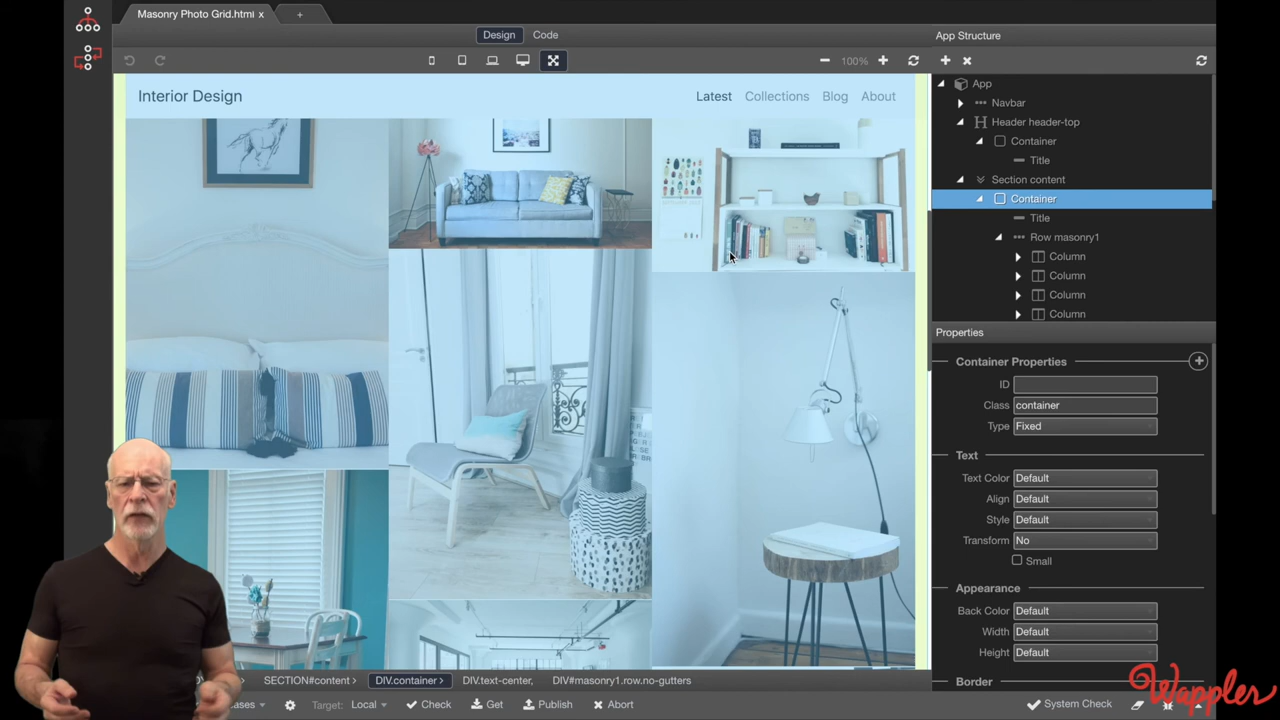 Masonry Photo Grid.html x
+
Design
Code
App Structure
100%
Interior Design
Latest
Collections
Blog
About
App
Navbar
Header header-top
Container
Title
Section content
Container
Title
Row masonry1
Column
Column
Column
Column
Properties
Container Properties
ID
Class container
Type Fixed
Text
Text Color Default
Align Default
Style Default
Transform No
Small
Appearance
Back Color Default
Width Default
Height Default
Border
SECTION#content >
DIV.container >
DIV.text-center,
DIV#masonry1.row.no-gutters
Target: Local
Check
Get
Publish
Abort
System Check
Wappler